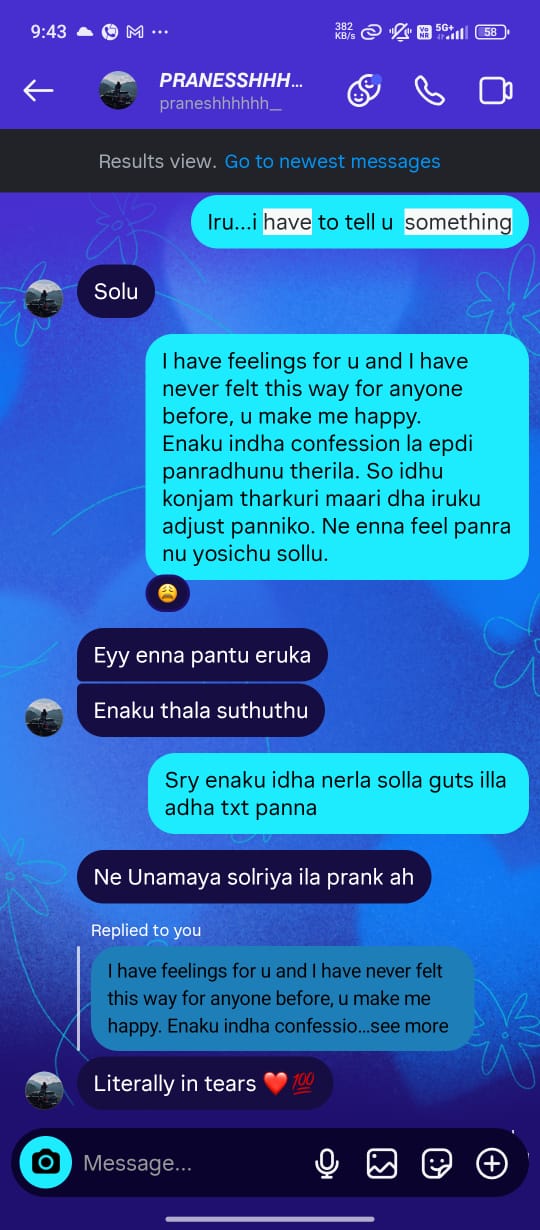 9:43
382
KB/s
5G+
58
PRANESSHHH...
praneshhhhhh__
Results view. Go to newest messages
Iru...i have to tell u something
Solu
I have feelings for u and I have
never felt this way for anyone
before, u make me happy.
Enaku indha confession la epdi
panradhunu therila. So idhu
konjam tharkuri maari dha iruku
adjust panniko. Ne enna feel panra
nu yosichu sollu.
😩
Eyy enna pantu eruka
Enaku thala suthuthu
Sry enaku idha nerla solla guts illa
adha txt panna
Ne Unamaya solriya ila prank ah
Replied to you
I have feelings for u and I have never felt
this way for anyone before, u make me
happy. Enaku indha confessio...see more
Literally in tears ❤️💯
Message...